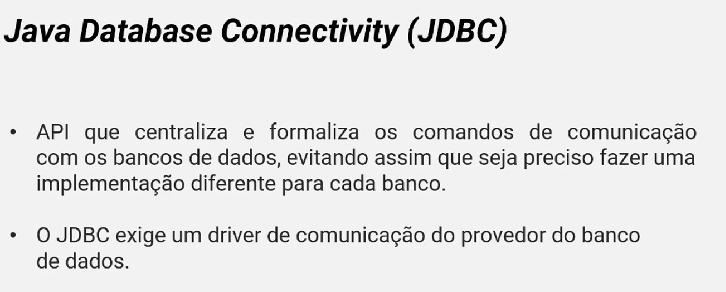 Java Database Connectivity (JDBC)
• API que centraliza e formaliza os comandos de comunicação
com os bancos de dados, evitando assim que seja preciso fazer uma
implementação diferente para cada banco.
• O JDBC exige um driver de comunicação do provedor do banco
de dados.